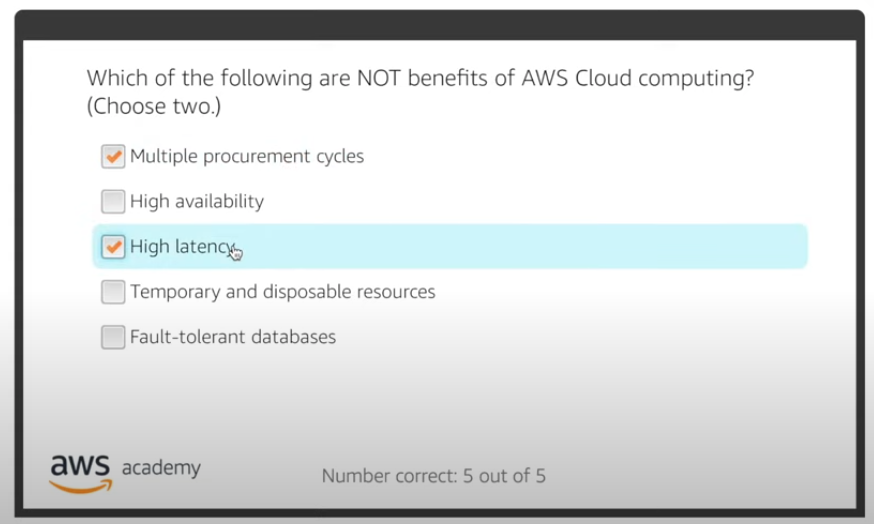 Which of the following are NOT benefits of AWS Cloud computing?
(Choose two.)
Multiple procurement cycles
High availability
High latency
Temporary and disposable resources
Fault-tolerant databases
aws academy
Number correct: 5 out of 5